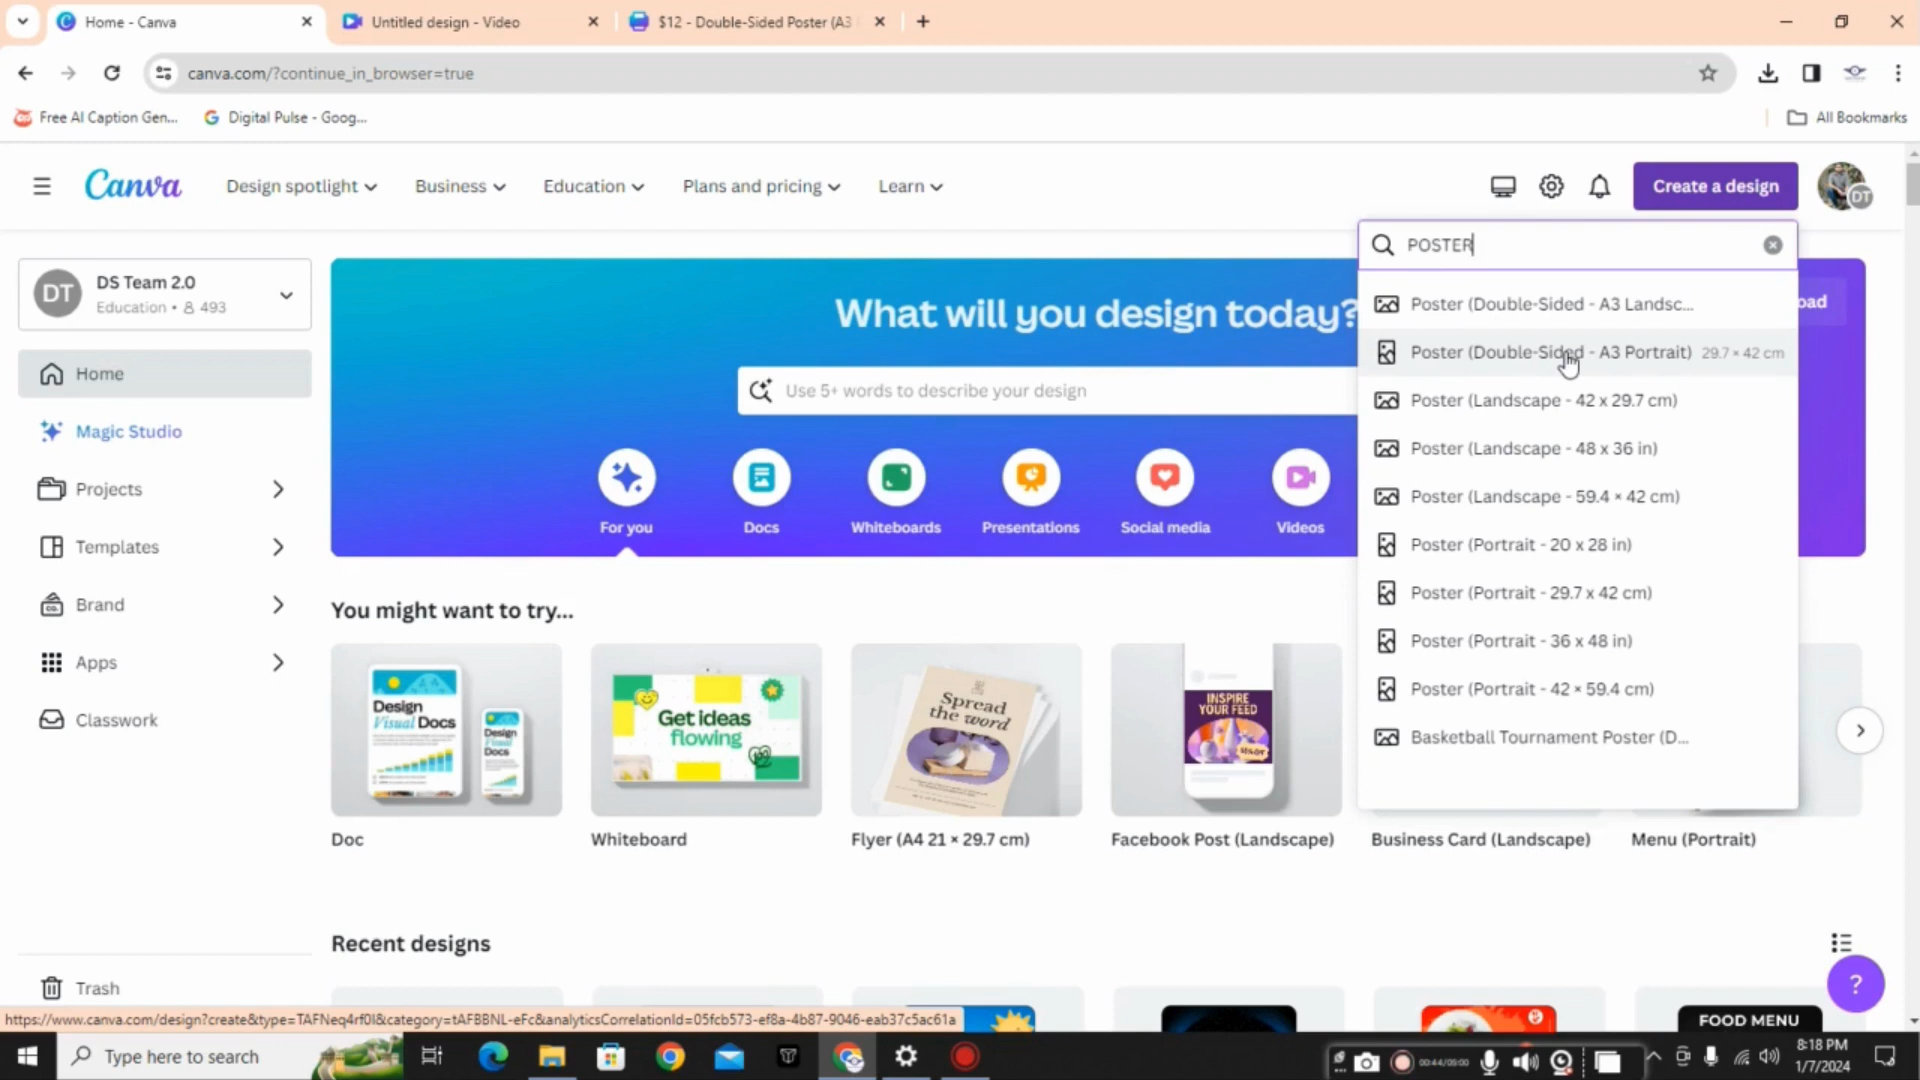 Home - Canva
Untitled design - Video
$12 - Double-Sided Poster (A3
canva.com/?continue_in_browser=true
Free AI Caption Gen...
Digital Pulse - Goog...
All Bookmarks
Canva
Design spotlight
Business
Education
Plans and pricing
Learn
Create a design
DT
DT
DS Team 2.0
Education • 493
Home
Magic Studio
Projects
Templates
Brand
Apps
Classwork
Trash
What will you design today?
Use 5+ words to describe your design
For you
Docs
Whiteboards
Presentations
Social media
Videos
POSTER
oad
Poster (Double-Sided - A3 Landsc...
Poster (Double-Sided - A3 Portrait) 29.7 × 42 cm
Poster (Landscape - 42 x 29.7 cm)
Poster (Landscape - 48 x 36 in)
Poster (Landscape - 59.4 × 42 cm)
Poster (Portrait - 20 x 28 in)
Poster (Portrait - 29.7 x 42 cm)
Poster (Portrait - 36 x 48 in)
Poster (Portrait - 42 × 59.4 cm)
Basketball Tournament Poster (D...
You might want to try...
Design
Visual Docs
Design
Visual Docs
Get ideas
flowing
Spread
the word
INSPIRE
YOUR FEED
Doc
Whiteboard
Flyer (A4 21 × 29.7 cm)
Facebook Post (Landscape)
Business Card (Landscape)
Menu (Portrait)
Recent designs
?
FOOD MENU
https://www.canva.com/design?create&type=TAFNeq4rf0I&category=tAFBBNL-eFc&analyticsCorrelationId=05fcb573-ef8a-4b87-9046-eab37c5ac61a
Type here to search
00:44/05:00
8:18 PM
1/7/2024